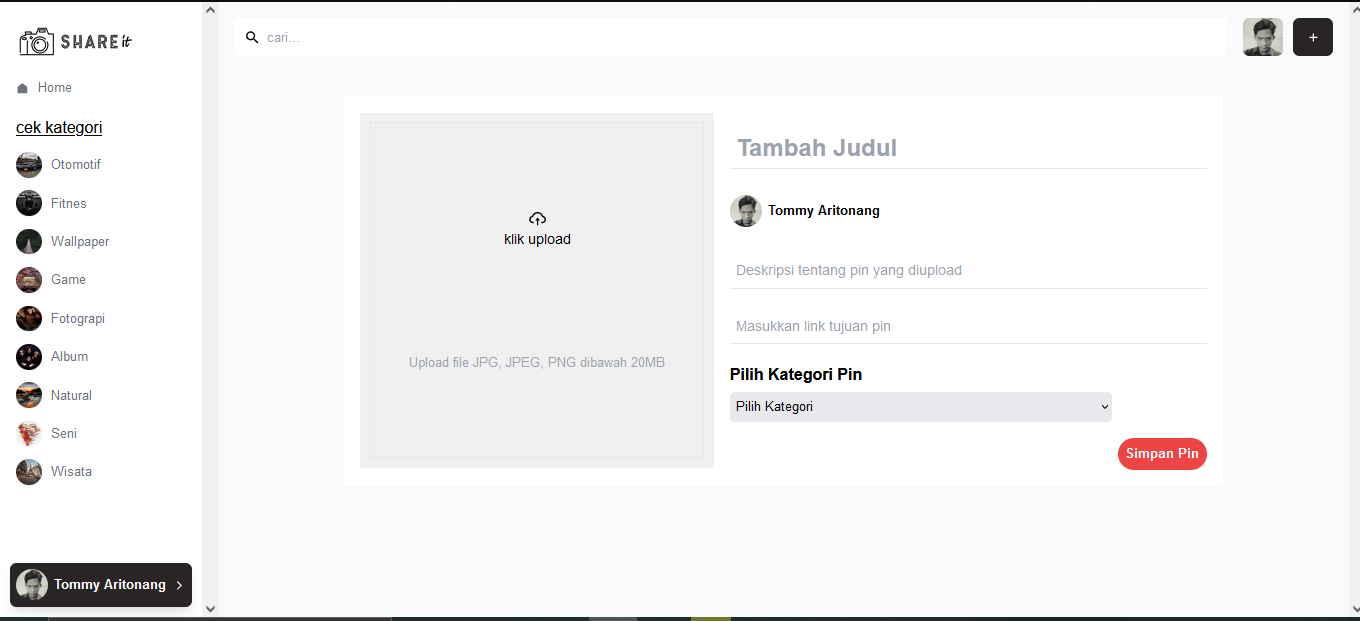 SHARE it
Home
cek kategori
Otomotif
Fitnes
Wallpaper
Game
Fotograpi
Album
Natural
Seni
Wisata
Tommy Aritonang
cari...
+
klik upload
Upload file JPG, JPEG, PNG dibawah 20MB
Tambah Judul
Tommy Aritonang
Deskripsi tentang pin yang diupload
Masukkan link tujuan pin
Pilih Kategori Pin
Pilih Kategori
Simpan Pin